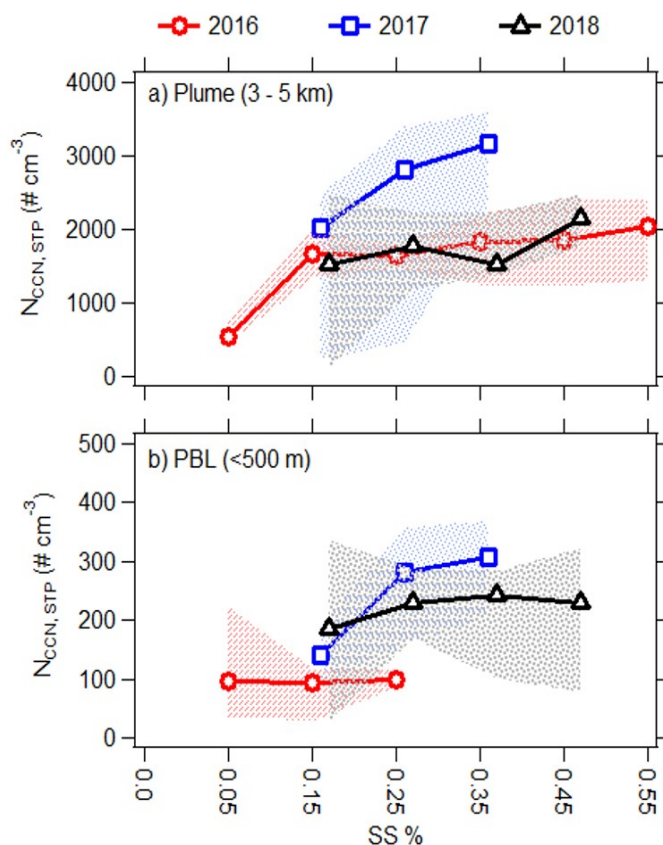 2016 2017 2018
a) Plume (3 - 5 km)
N_CCN, STP (# cm⁻³)
4000
3000
2000
1000
0
b) PBL (<500 m)
N_CCN, STP (# cm⁻³)
500
400
300
200
100
0
0.0 0.05 0.15 0.25 0.35 0.45 0.55
SS %